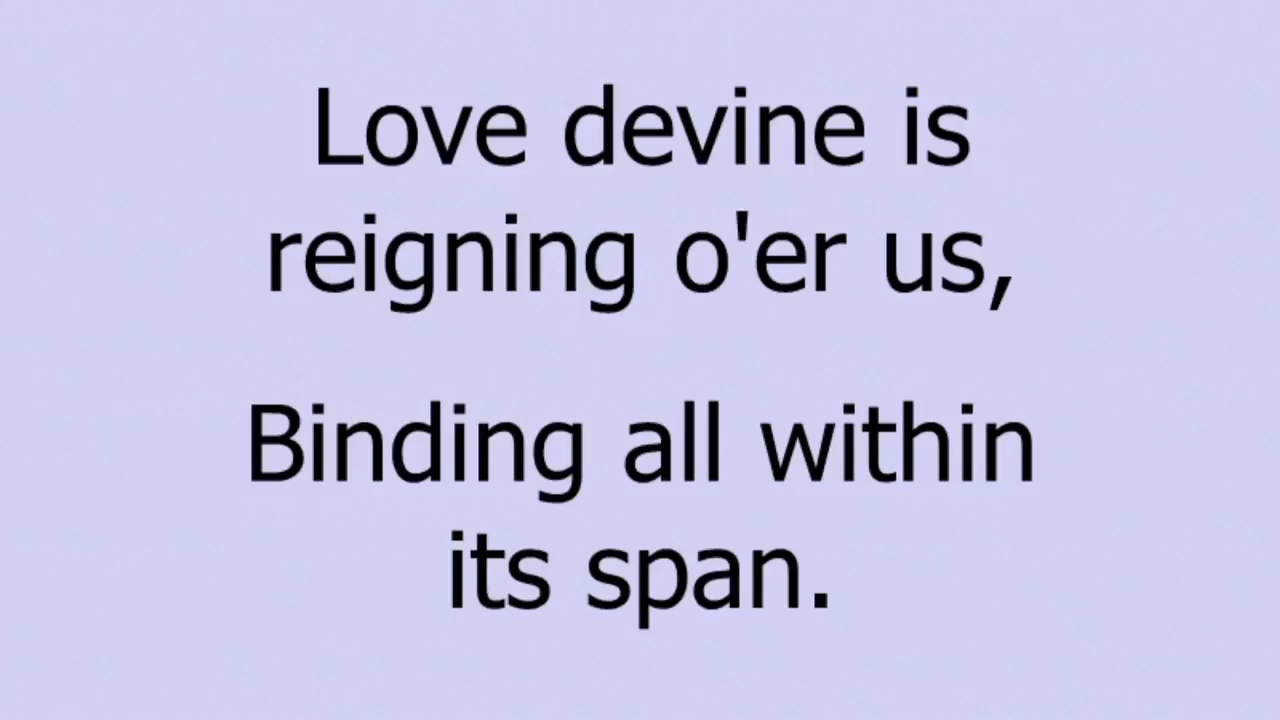 Love devine is
reigning o'er us,
Binding all within
its span.